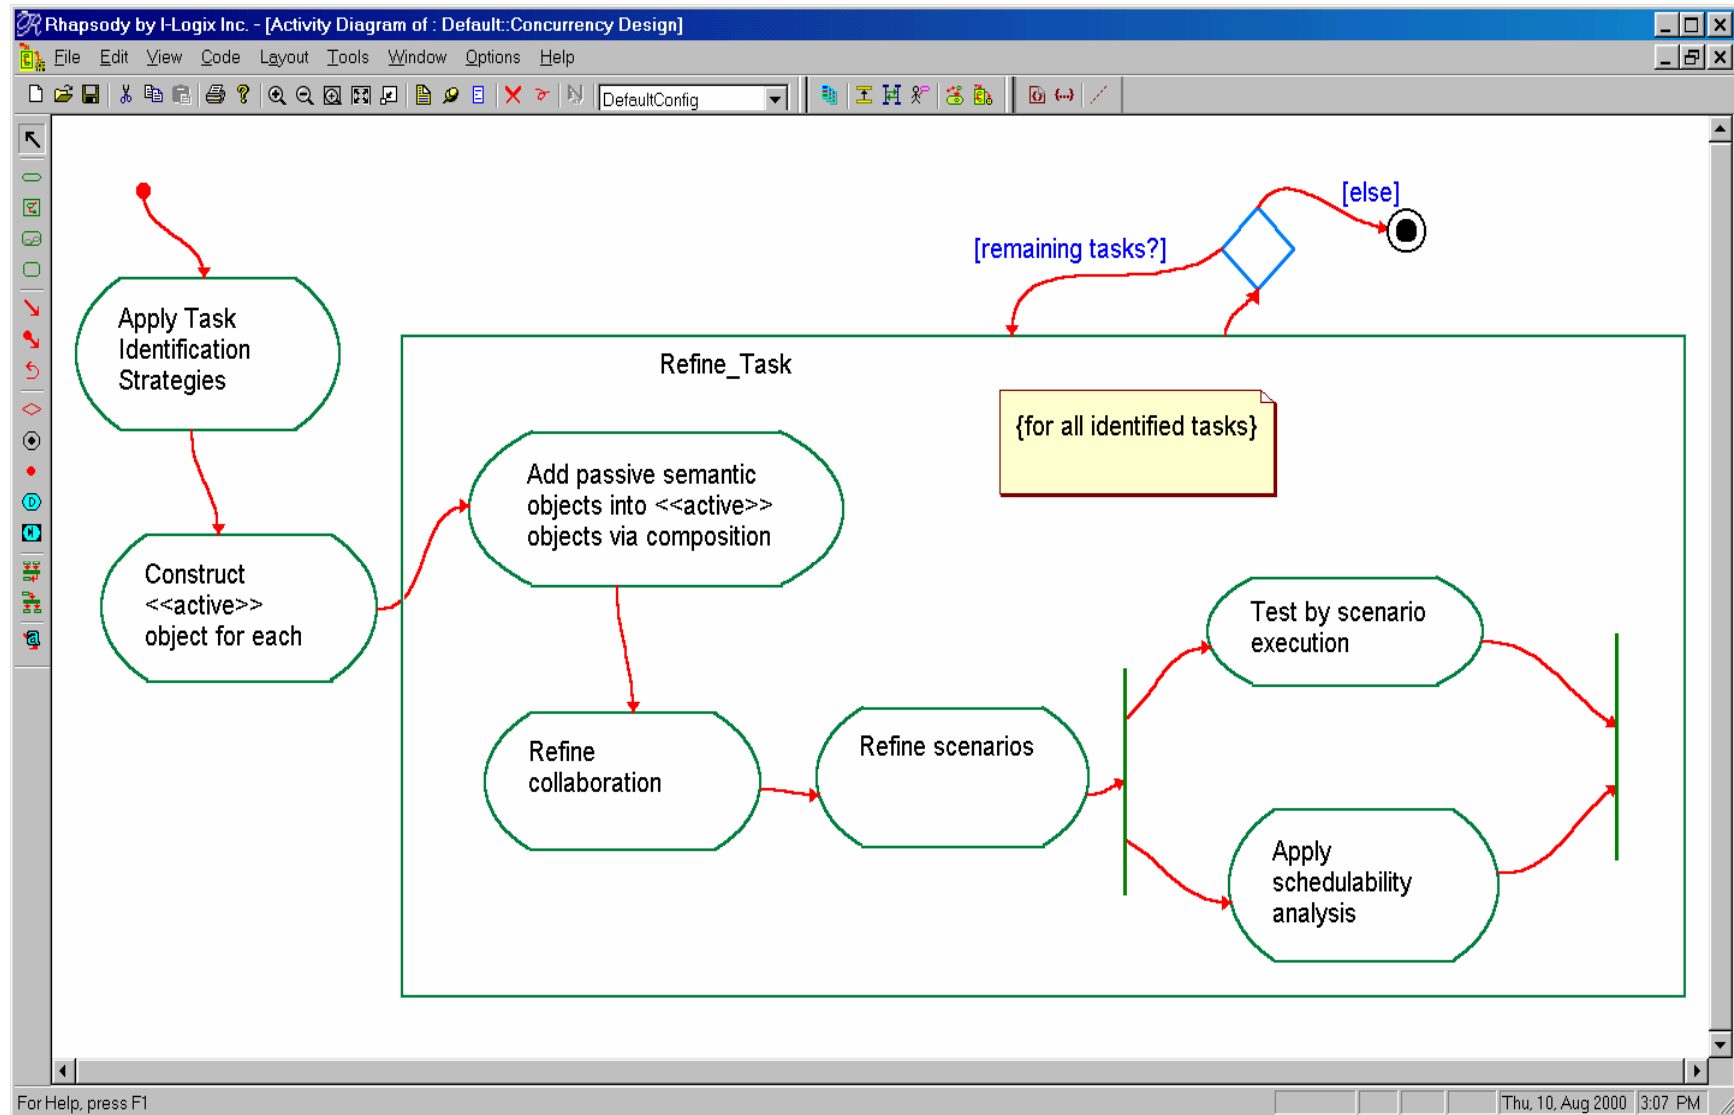 Rhapsody by I-Logix Inc. - [Activity Diagram of : Default::Concurrency Design]
File Edit View Code Layout Tools Window Options Help
DefaultConfig
[else]
[remaining tasks?]
Apply Task
Identification
Strategies
Refine_Task
{for all identified tasks}
Add passive semantic
objects into <<active>>
objects via composition
Construct
<<active>>
object for each
Test by scenario
execution
Refine
collaboration
Refine scenarios
Apply
schedulability
analysis
For Help, press F1
Thu, 10, Aug 2000 3:07 PM